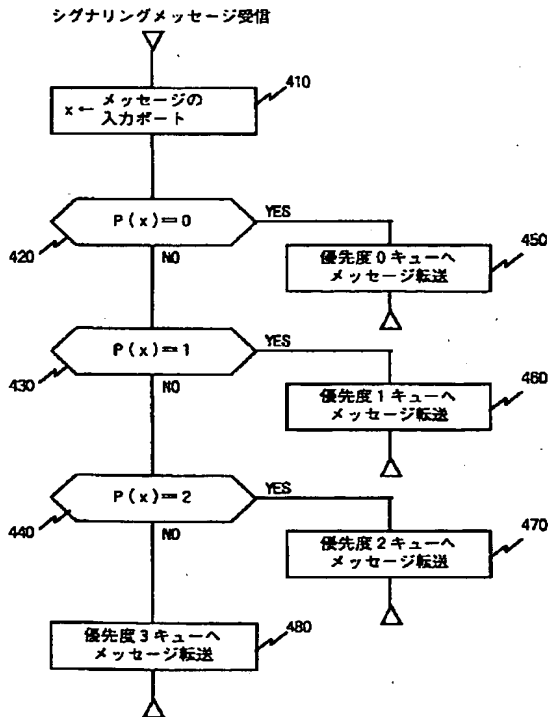 シグナリングメッセージ受信
x ← メッセージの
入力ポート
410
P(x)=0
YES
420
NO
優先度0キューへ
メッセージ転送
450
P(x)=1
YES
430
NO
優先度1キューへ
メッセージ転送
460
P(x)=2
YES
440
NO
優先度2キューへ
メッセージ転送
470
優先度3キューへ
メッセージ転送
480